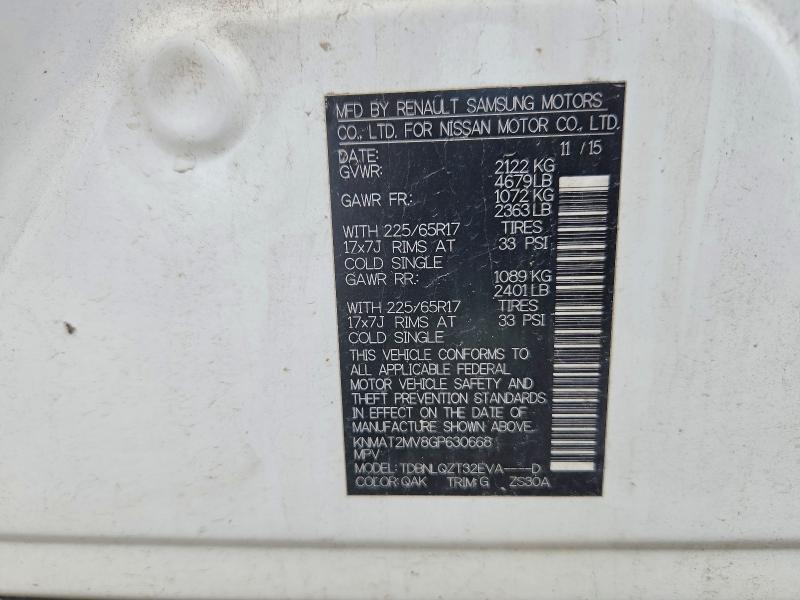 MFD BY RENAULT SAMSUNG MOTORS
CO., LTD. FOR NISSAN MOTOR CO., LTD.
DATE: 11 / 15
GVWR: 2122 KG
4679LB
GAWR FR: 1072 KG
2363 LB
WITH 225/65R17 TIRES
17x7J RIMS AT 33 PSI
COLD SINGLE
GAWR RR: 1089 KG
2401 LB
WITH 225/65R17 TIRES
17x7J RIMS AT 33 PSI
COLD SINGLE
THIS VEHICLE CONFORMS TO
ALL APPLICABLE FEDERAL
MOTOR VEHICLE SAFETY AND
THEFT PREVENTION STANDARDS
IN EFFECT ON THE DATE OF
MANUFACTURE SHOWN ABOVE.
KNMAT2MV8GP630668
MPV
MODEL: TDBNLQZT32EVA----D
COLOR: QAK TRIM: G ZS30A